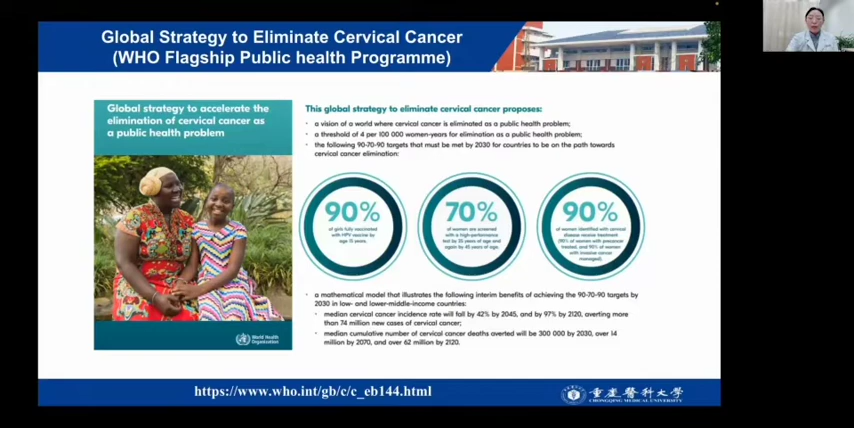 Global Strategy to Eliminate Cervical Cancer
(WHO Flagship Public health Programme)
Global strategy to accelerate the
elimination of cervical cancer as
a public health problem
World Health
Organization
This global strategy to eliminate cervical cancer proposes:
• a vision of a world where cervical cancer is eliminated as a public health problem;
• a threshold of 4 per 100 000 women-years for elimination as a public health problem;
• the following 90-70-90 targets that must be met by 2030 for countries to be on the path towards
cervical cancer elimination:
90%
of girls fully vaccinated
with HPV vaccine by
age 15 years.
70%
of women are screened
with a high-performance
test by 35 years of age and
again by 45 years of age.
90%
of women identified with cervical
disease receive treatment
(90% of women with precancer
treated, and 90% of women
with invasive cancer
managed).
• a mathematical model that illustrates the following interim benefits of achieving the 90-70-90 targets by
2030 in low- and lower-middle-income countries:
• median cervical cancer incidence rate will fall by 42% by 2045, and by 97% by 2120, averting more
than 74 million new cases of cervical cancer;
• median cumulative number of cervical cancer deaths averted will be 300 000 by 2030, over 14
million by 2070, and over 62 million by 2120.
https://www.who.int/gb/c/c_eb144.html
重庆医科大学
CHONGQING MEDICAL UNIVERSITY